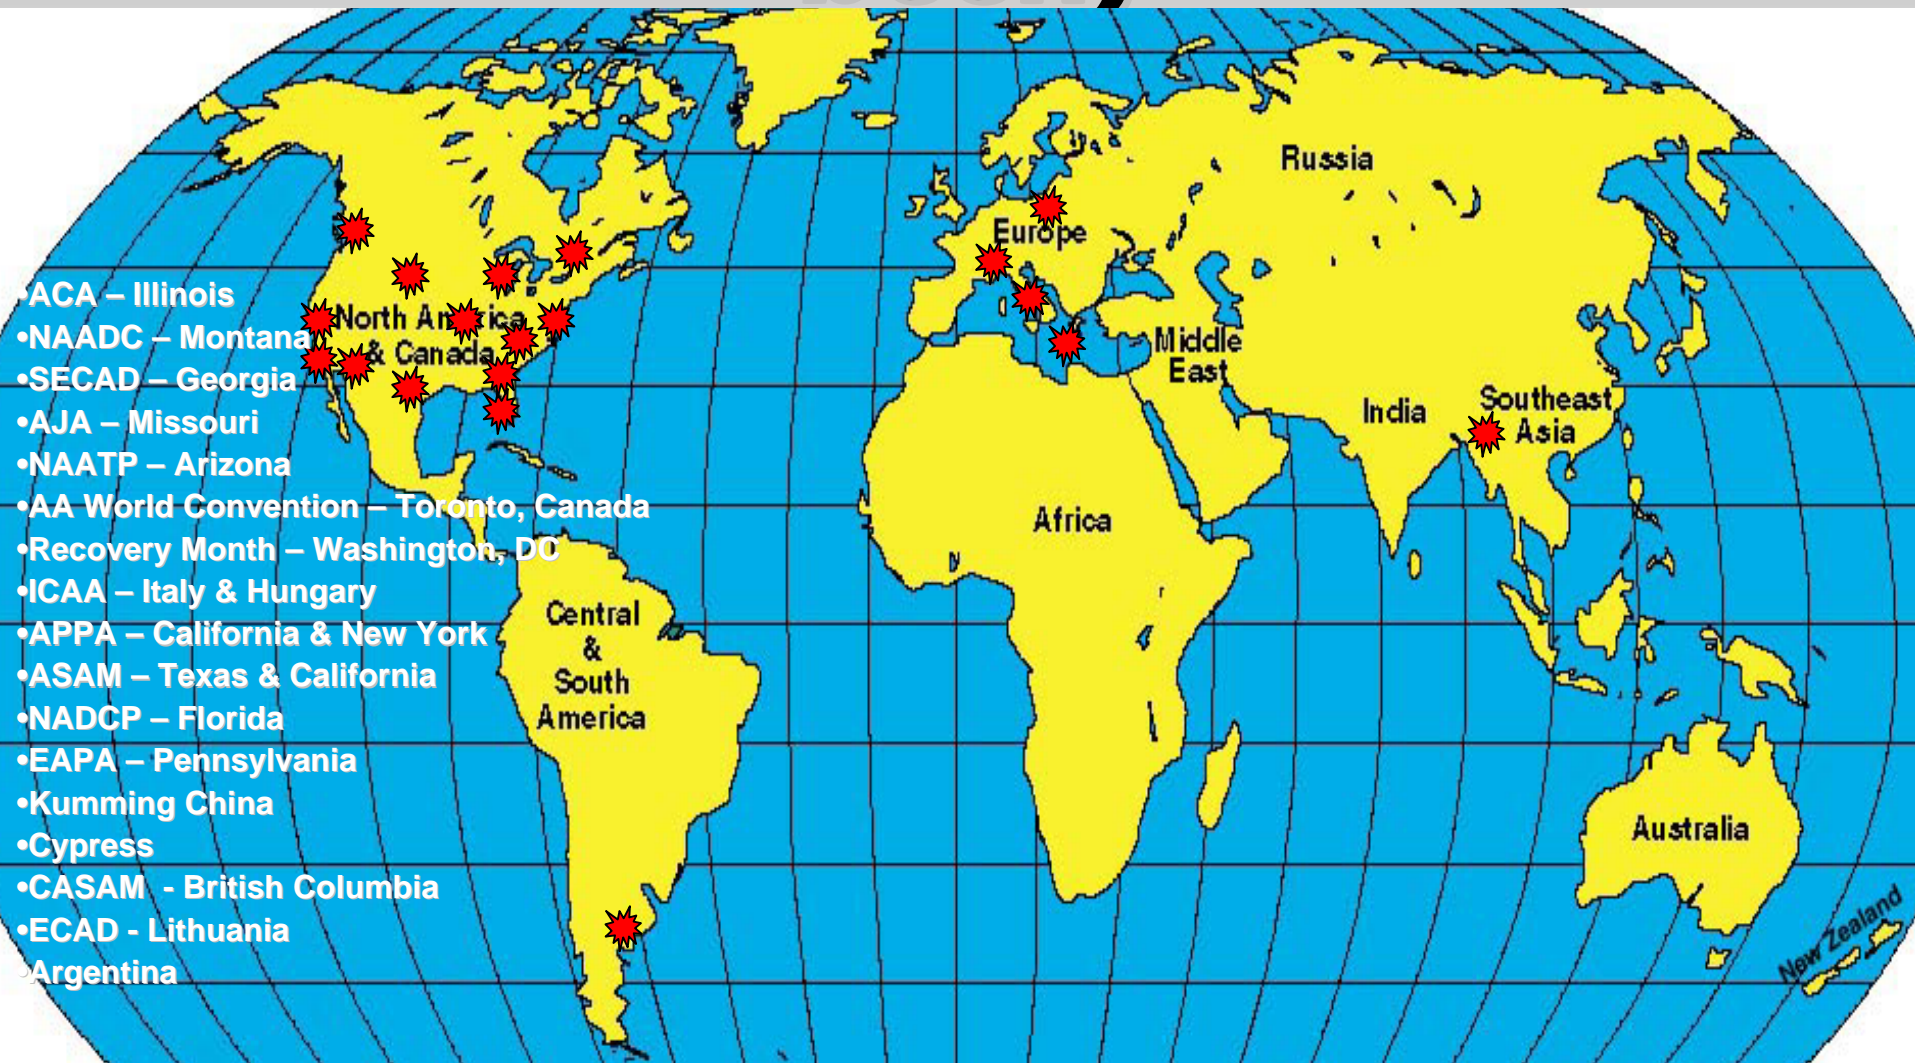 •ACA – Illinois
•NAADC – Montana
•SECAD – Georgia
•AJA – Missouri
•NAATP – Arizona
•AA World Convention – Toronto, Canada
•Recovery Month – Washington, DC
•ICAA – Italy & Hungary
•APPA – California & New York
•ASAM – Texas & California
•NADCP – Florida
•EAPA – Pennsylvania
•Kumming China
•Cypress
•CASAM - British Columbia
•ECAD - Lithuania
•Argentina
North America
& Canada
Central
&
South
America
Europe
Russia
Middle
East
Africa
India
Southeast
Asia
Australia
New Zealand